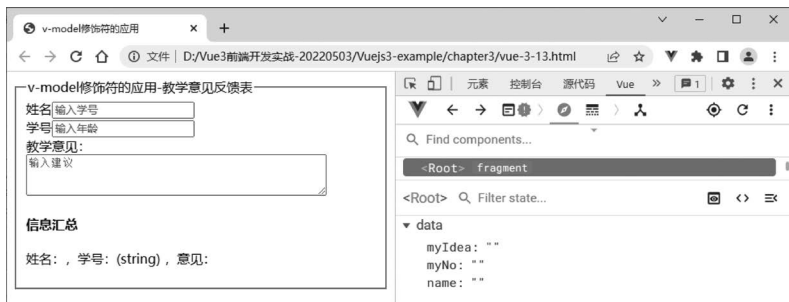 v-model修饰符的应用
文件 | D:/Vue3前端开发实战-20220503/Vuejs3-example/chapter3/vue-3-13.html
v-model修饰符的应用-教学意见反馈表
姓名 输入学号
学号 输入年龄
教学意见:
输入建议
信息汇总
姓名: , 学号: (string) , 意见:
元素 控制台 源代码 Vue » 1
Find components...
<Root> fragment
<Root> Filter state...
data
myIdea: ""
myNo: ""
name: ""